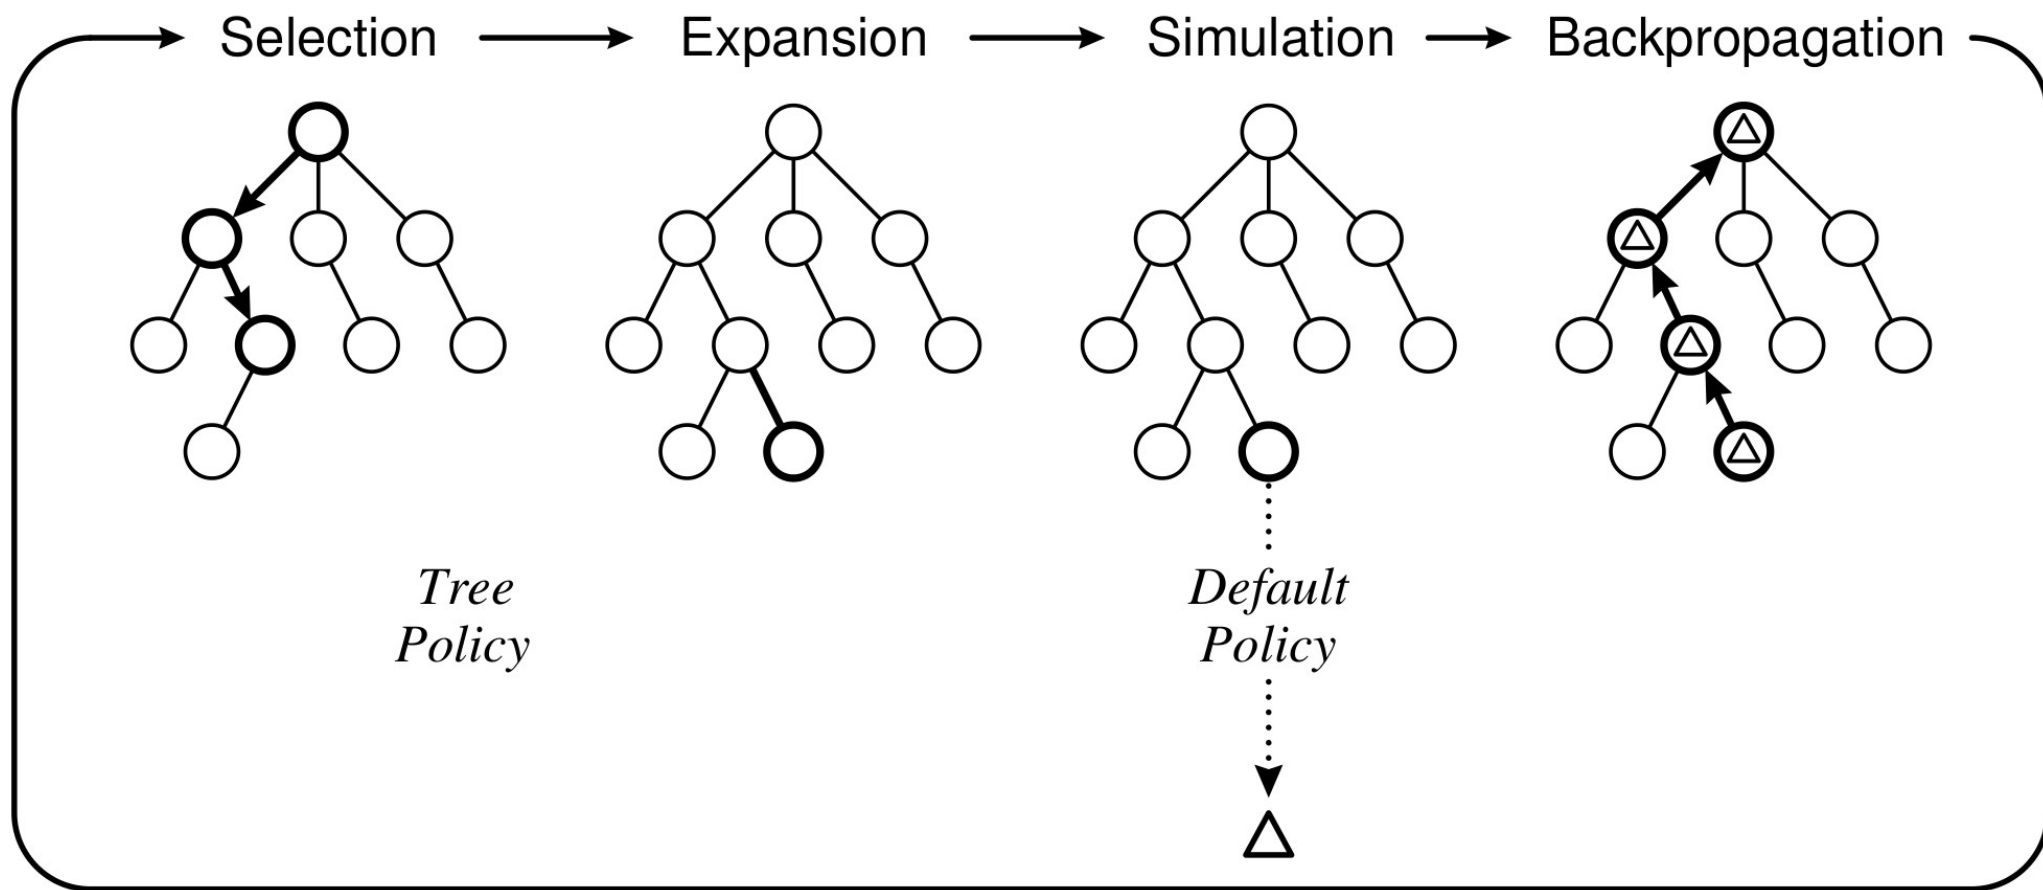 Selection Expansion Simulation Backpropagation
Tree
Policy
Default
Policy